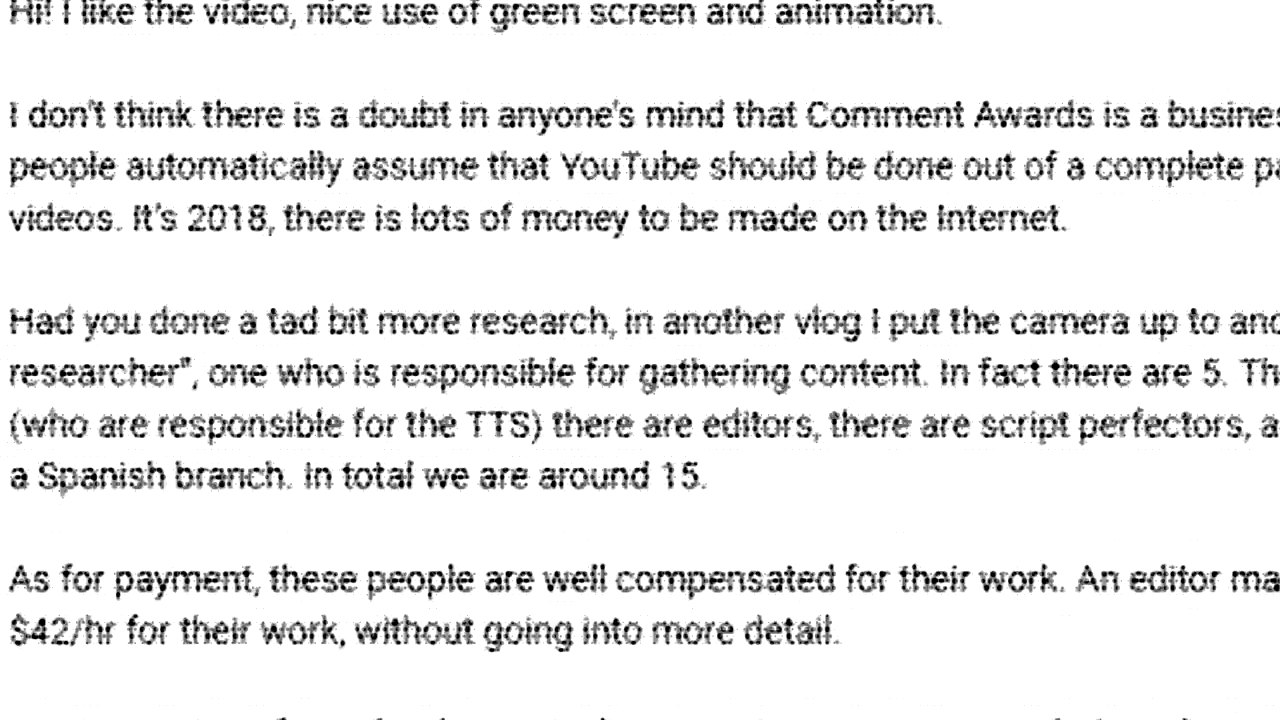 Hi! I like the video, nice use of green screen and animation.
I don't think there is a doubt in anyone's mind that Comment Awards is a
people automatically assume that YouTube should be done out of a complete
videos. It's 2018, there is lots of money to be made on the Internet.
Had you done a tad bit more research, in another vlog I put the camera up to
researcher", one who is responsible for gathering content. In fact there are 5.
(who are responsible for the TTS) there are editors, there are script perfectors,
a Spanish branch. In total we are around 15.
As for payment, these people are well compensated for their work. An editor
$42/hr for their work, without going into more detail.